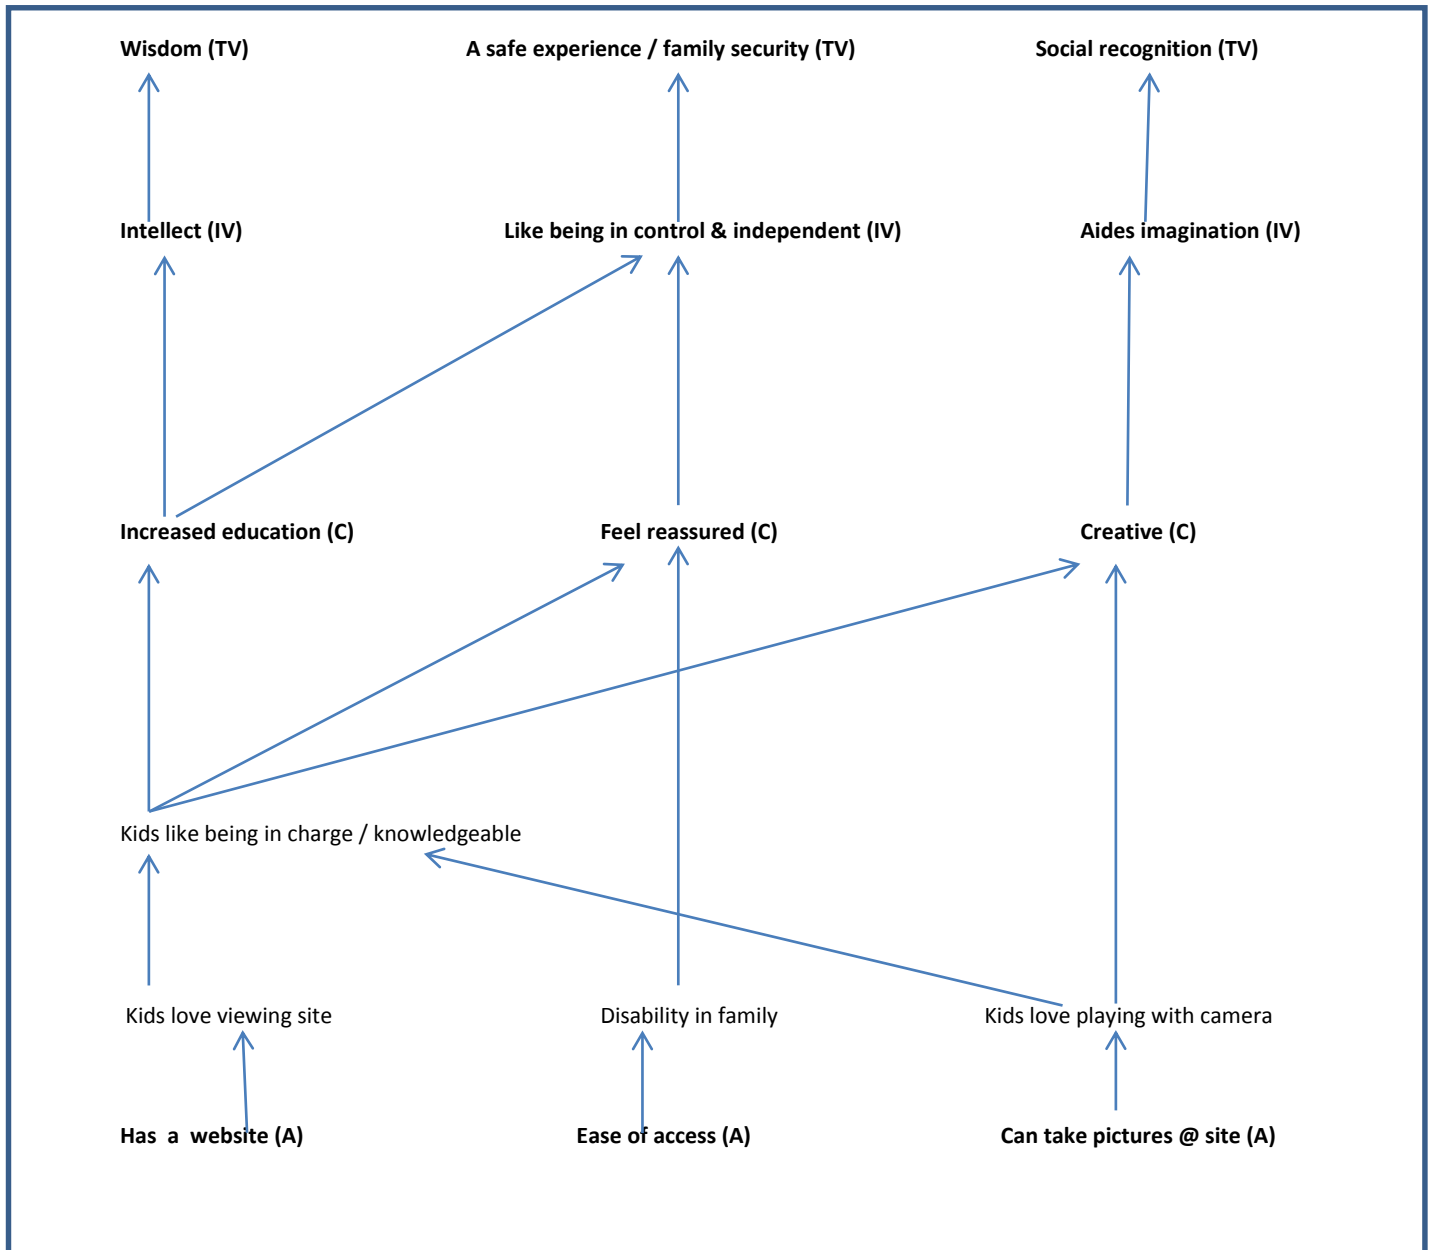 Wisdom (TV)
A safe experience / family security (TV)
Social recognition (TV)
Intellect (IV)
Like being in control & independent (IV)
Aides imagination (IV)
Increased education (C)
Feel reassured (C)
Creative (C)
Kids like being in charge / knowledgeable
Kids love viewing site
Disability in family
Kids love playing with camera
Has a website (A)
Ease of access (A)
Can take pictures @ site (A)